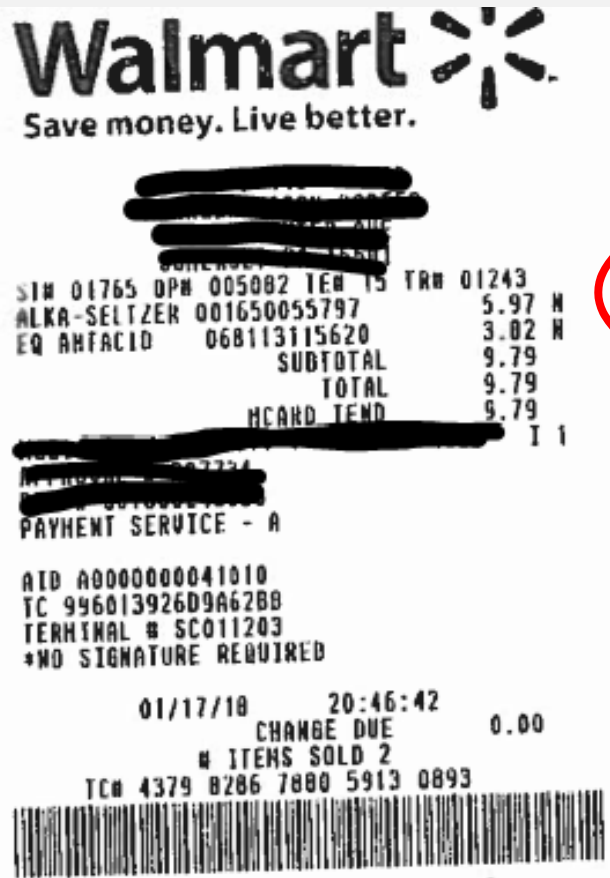 Walmart
Save money. Live better.
ST# 01765 OP# 005082 TE# 15 TR# 01243
ALKA-SELTZER 001650055797 5.97 N
EQ ANTACID 068113115620 3.82 N
SUBTOTAL 9.79
TOTAL 9.79
MCARD TEND 9.79
I 1
PAYMENT SERVICE - A
AID A0000000041010
TC 996013926D9A62BB
TERMINAL # SC011203
*NO SIGNATURE REQUIRED
01/17/18 20:46:42
CHANGE DUE 0.00
# ITEMS SOLD 2
TC# 4379 8286 7880 5913 0893